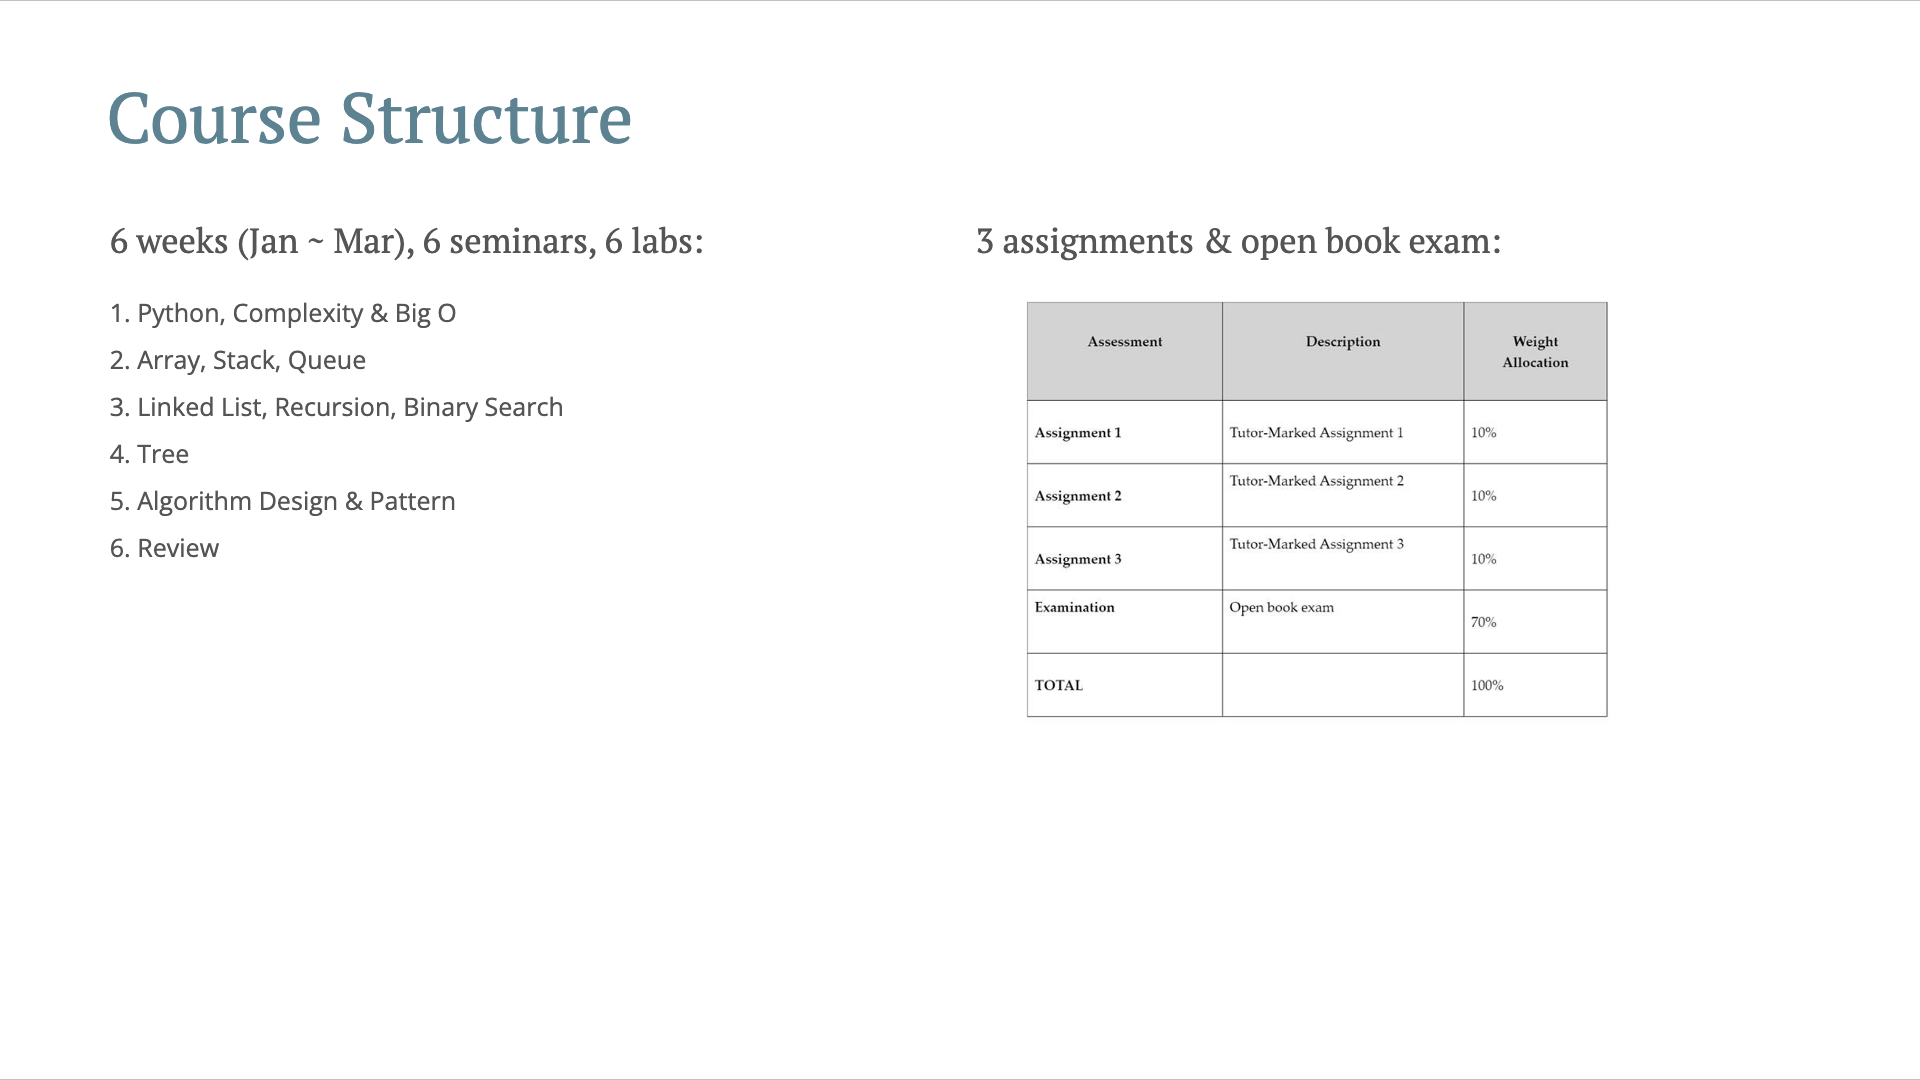 Course Structure
6 weeks (Jan ~ Mar), 6 seminars, 6 labs:
1. Python, Complexity & Big O
2. Array, Stack, Queue
3. Linked List, Recursion, Binary Search
4. Tree
5. Algorithm Design & Pattern
6. Review
3 assignments & open book exam:
Assessment Description Weight
Allocation
Assignment 1 Tutor-Marked Assignment 1 10%
Assignment 2 Tutor-Marked Assignment 2 10%
Assignment 3 Tutor-Marked Assignment 3 10%
Examination Open book exam 70%
TOTAL 100%